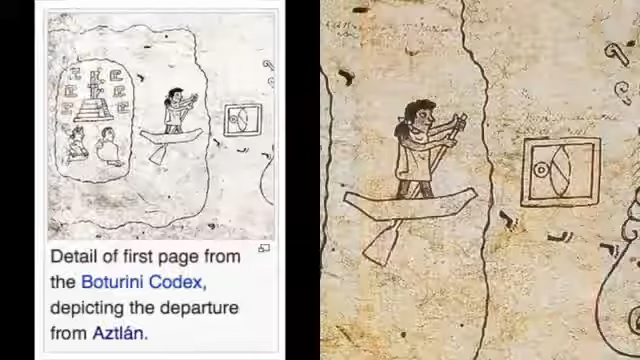 Detail of first page from
the Boturini Codex,
depicting the departure
from Aztlán.